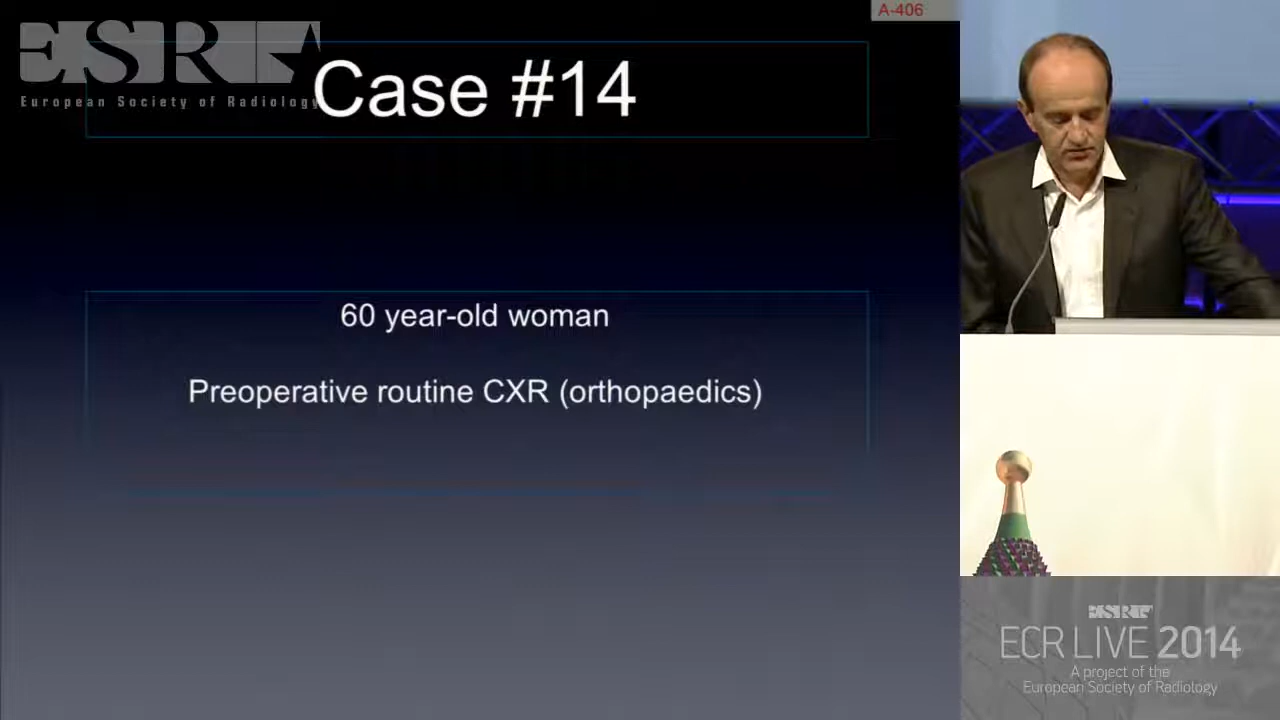 A-406
ESR
European Society of Radiology
Case #14
60 year-old woman
Preoperative routine CXR (orthopaedics)
ESR
ECR LIVE 2014
A project of the
European Society of Radiology